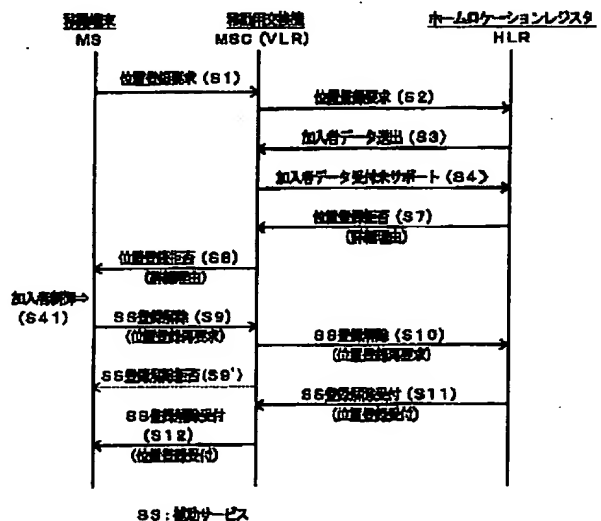 移動端末
MS
移動用交換機
MSC (VLR)
ホームロケーションレジスタ
HLR
位置登録要求 (S1)
位置登録要求 (S2)
加入者データ送出 (S3)
加入者データ受付未サポート (S4)
位置登録拒否 (S7)
(詳細理由)
位置登録拒否 (S8)
(詳細理由)
加入者制御⇒
(S41)
SS登録解除 (S9)
(位置登録再要求)
SS登録解除 (S10)
(位置登録再要求)
SS登録解除拒否(S9')
SS登録解除受付 (S11)
(位置登録受付)
SS登録解除受付
(S12)
(位置登録受付)
SS:補助サービス